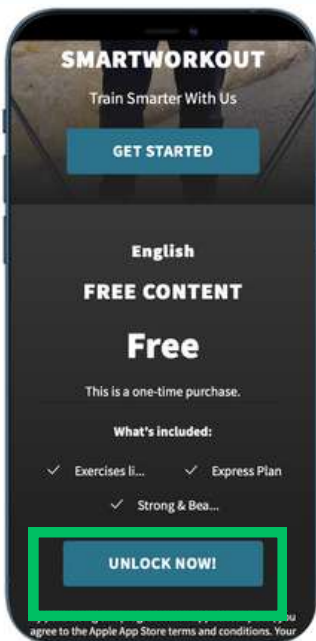 SMARTWORKOUT
Train Smarter With Us
GET STARTED
English
FREE CONTENT
Free
This is a one-time purchase.
What's included:
Exercises li...
Express Plan
Strong & Bea...
UNLOCK NOW!
you
agree to the Apple App Store terms and conditions. Your